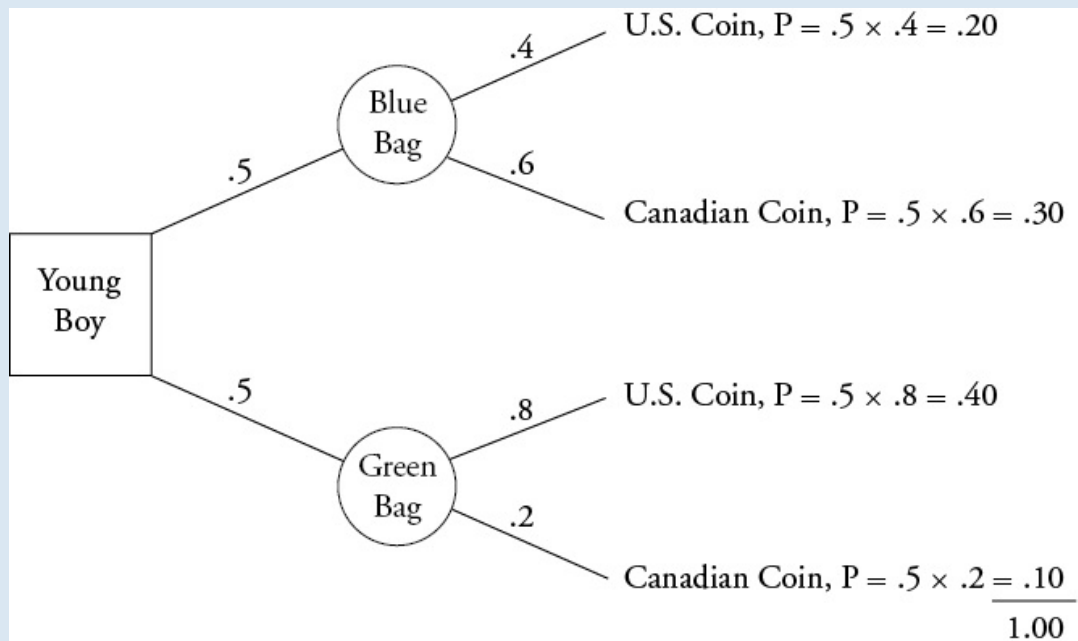 U.S. Coin, P = .5 × .4 = .20
.4
Blue
Bag
.5
.6
Canadian Coin, P = .5 × .6 = .30
Young
Boy
.5
U.S. Coin, P = .5 × .8 = .40
.8
Green
Bag
.2
Canadian Coin, P = .5 × .2 = .10
1.00